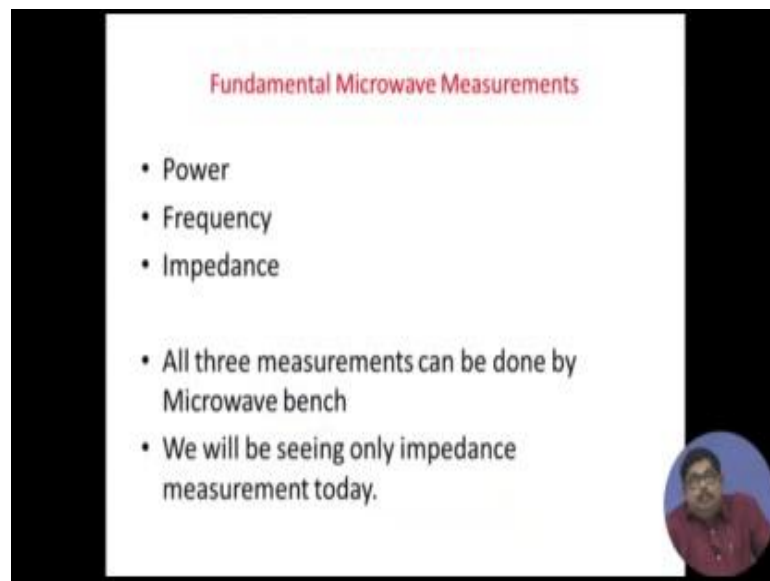 Fundamental Microwave Measurements
• Power
• Frequency
• Impedance
• All three measurements can be done by
Microwave bench
• We will be seeing only impedance
measurement today.